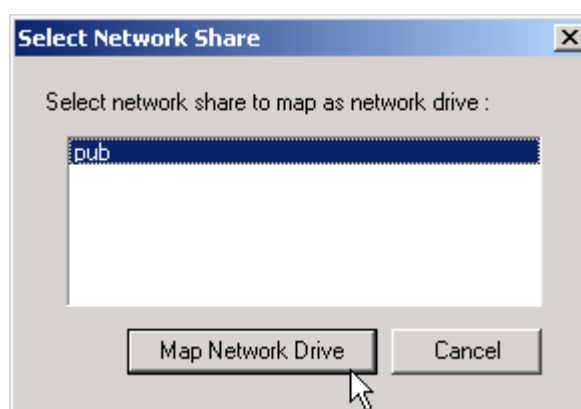 Select Network Share
Select network share to map as network drive :
pub
Map Network Drive
Cancel